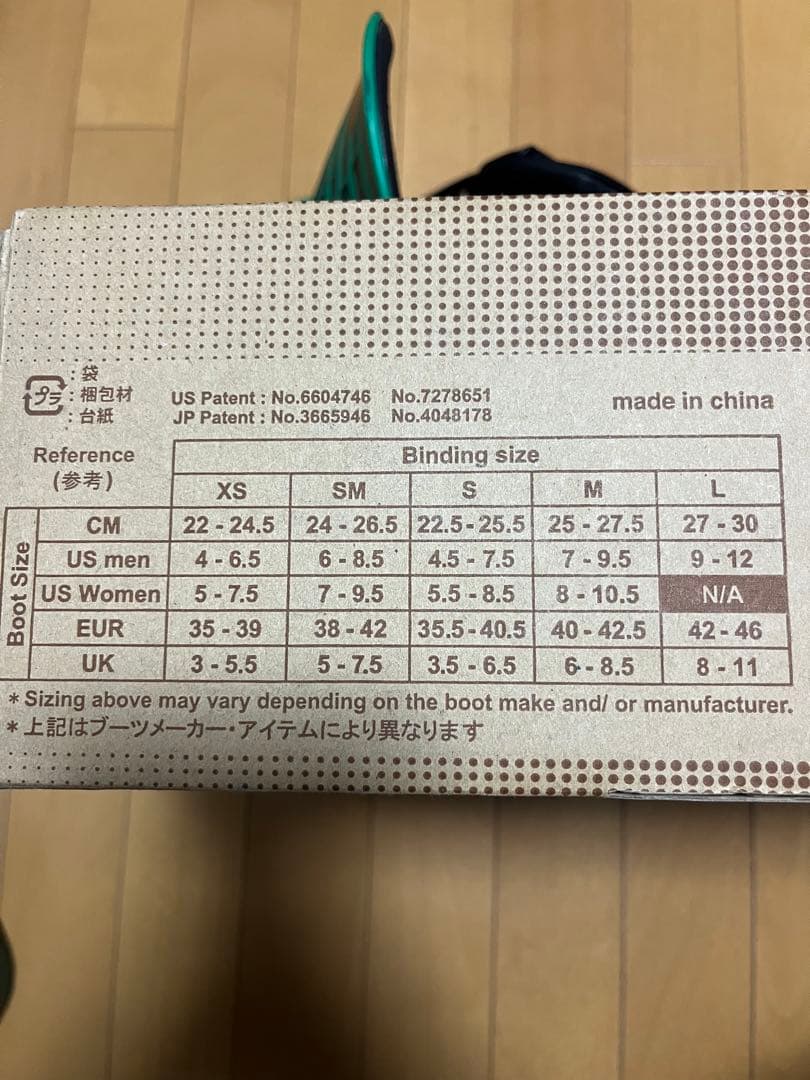 : 袋
プラ : 梱包材
: 台紙
US Patent : No.6604746 No.7278651
JP Patent : No.3665946 No.4048178
made in china
Reference
(参考)
Binding size
XS SM S M L
Boot Size
CM 22 - 24.5 24 - 26.5 22.5 - 25.5 25 - 27.5 27 - 30
US men 4 - 6.5 6 - 8.5 4.5 - 7.5 7 - 9.5 9 - 12
US Women 5 - 7.5 7 - 9.5 5.5 - 8.5 8 - 10.5 N/A
EUR 35 - 39 38 - 42 35.5 - 40.5 40 - 42.5 42 - 46
UK 3 - 5.5 5 - 7.5 3.5 - 6.5 6 - 8.5 8 - 11
* Sizing above may vary depending on the boot make and/ or manufacturer.
* 上記はブーツメーカー・アイテムにより異なります